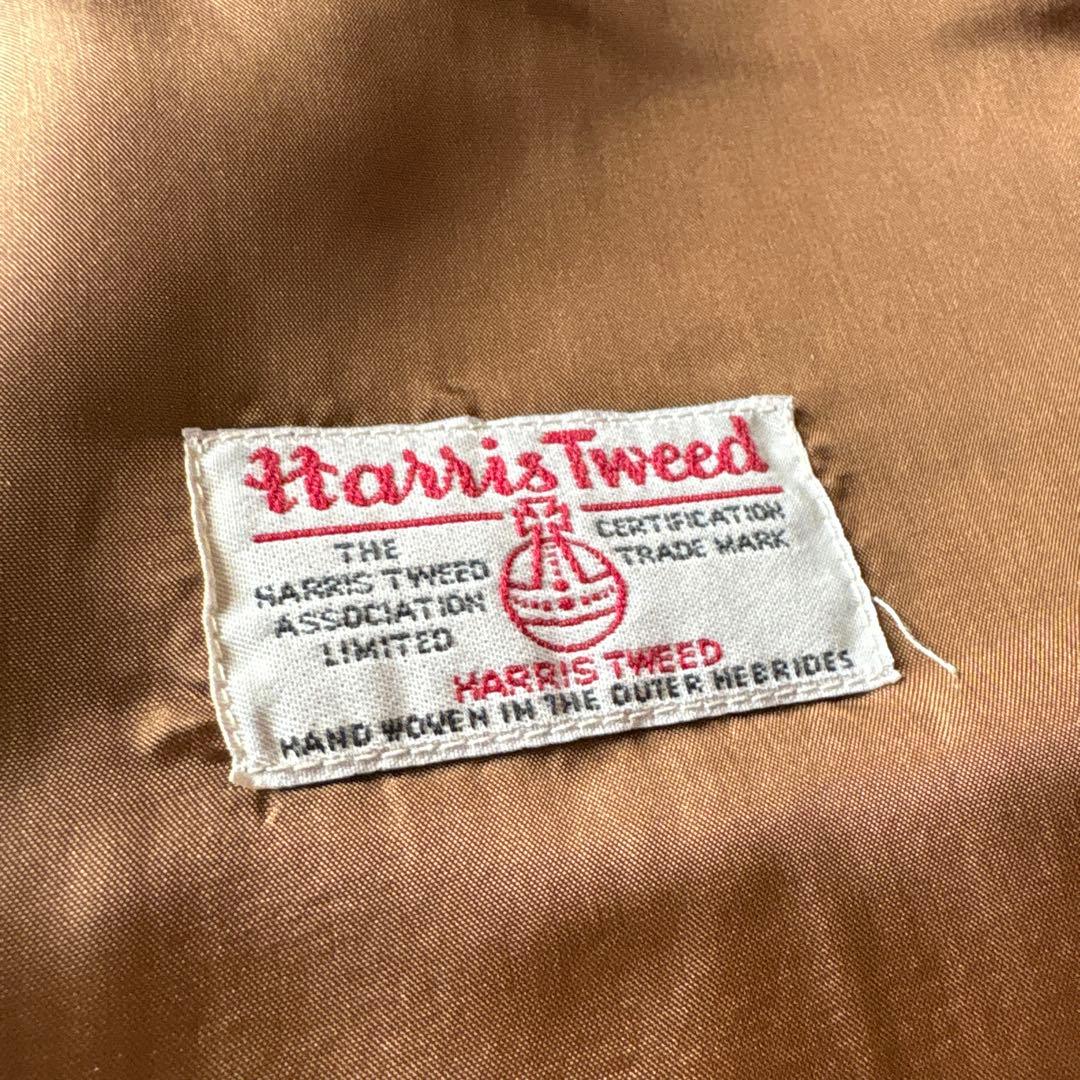 Harris Tweed
THE
HARRIS TWEED
ASSOCIATION
LIMITED
CERTIFICATION
TRADE MARK
HARRIS TWEED
HAND WOVEN IN THE OUTER HEBRIDES